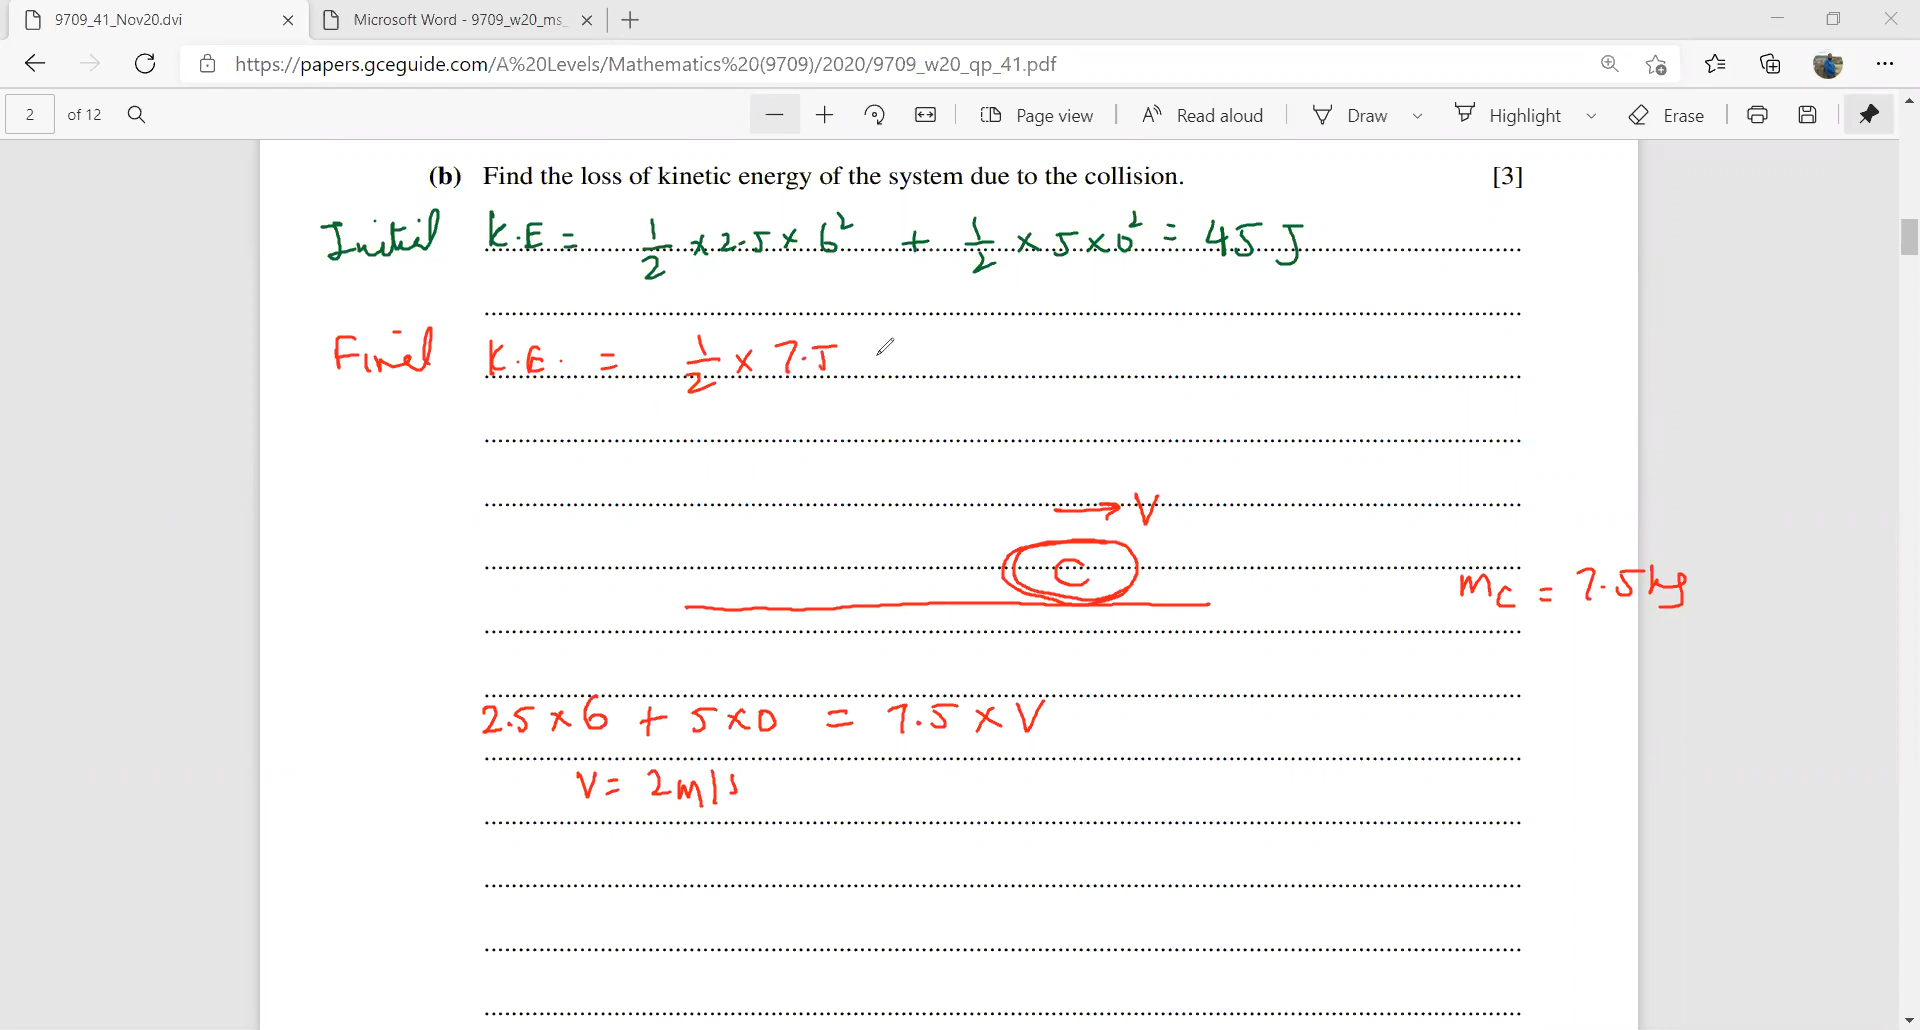 9709_41_Nov20.dvi
Microsoft Word - 9709_w20_ms_
https://papers.gceguide.com/A%20Levels/Mathematics%20(9709)/2020/9709_w20_qp_41.pdf
2 of 12 Page view Read aloud Draw Highlight Erase
(b) Find the loss of kinetic energy of the system due to the collision. [3]
Initial K.E = 1/2 × 2.5 × 6² + 1/2 × 5 × 0² = 45 J
Final K.E. = 1/2 × 7.5
V
C
mC = 7.5 kg
2.5 × 6 + 5 × 0 = 7.5 × V
V = 2 m/s